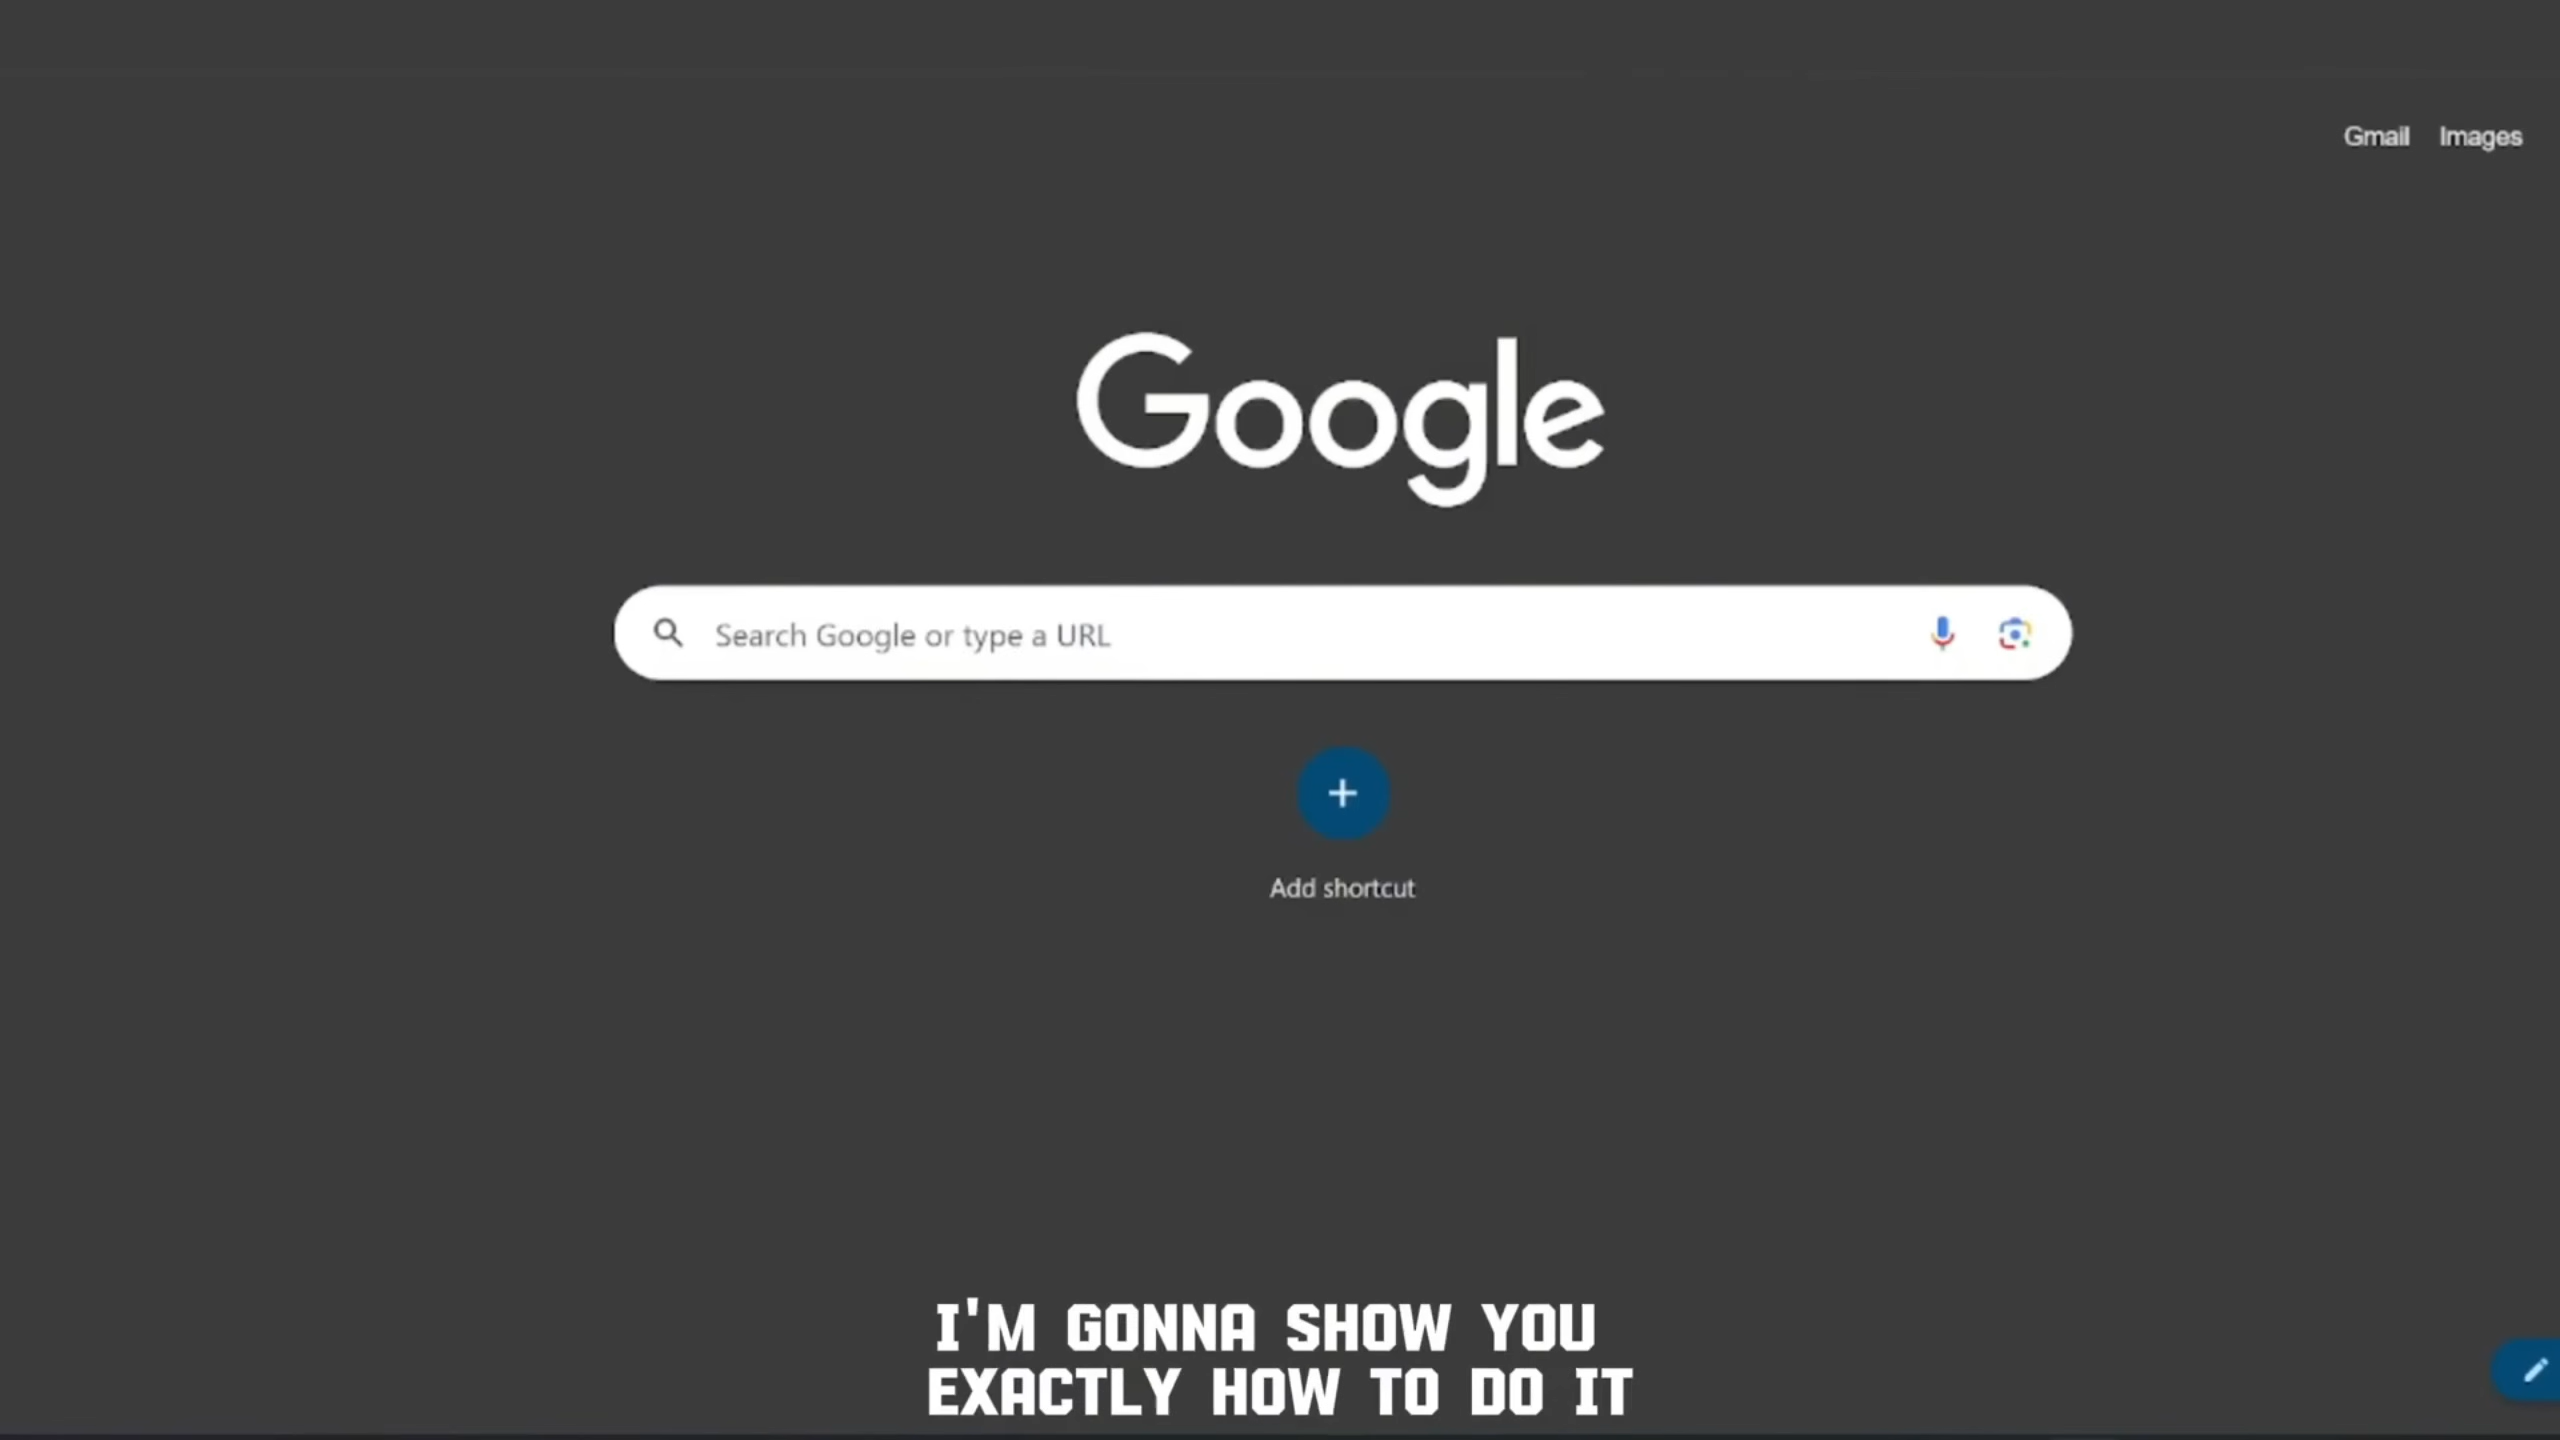 Gmail Images
Google
Search Google or type a URL
Add shortcut
I'M GONNA SHOW YOU
EXACTLY HOW TO DO IT